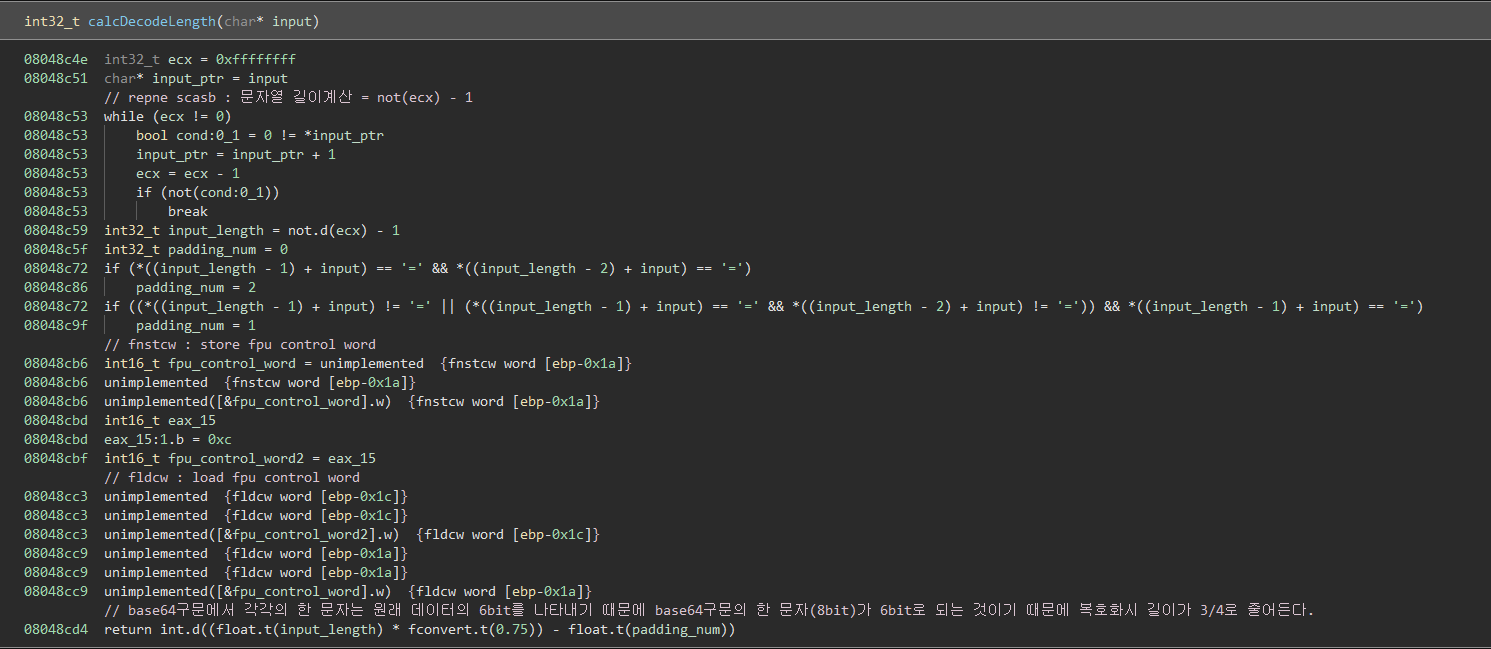 int32_t calcDecodeLength(char* input)
08048c4e int32_t ecx = 0xffffffff
08048c51 char* input_ptr = input
// repne scasb : 문자열 길이계산 = not(ecx) - 1
08048c53 while (ecx != 0)
08048c53 bool cond:0_1 = 0 != *input_ptr
08048c53 input_ptr = input_ptr + 1
08048c53 ecx = ecx - 1
08048c53 if (not(cond:0_1))
08048c53 break
08048c59 int32_t input_length = not.d(ecx) - 1
08048c5f int32_t padding_num = 0
08048c72 if (*((input_length - 1) + input) == '=' && *((input_length - 2) + input) == '=')
08048c86 padding_num = 2
08048c72 if ((*((input_length - 1) + input) != '=' || (*((input_length - 1) + input) == '=' && *((input_length - 2) + input) != '=')) && *((input_length - 1) + input) == '=')
08048c9f padding_num = 1
// fnstcw : store fpu control word
08048cb6 int16_t fpu_control_word = unimplemented {fnstcw word [ebp-0x1a]}
08048cb6 unimplemented {fnstcw word [ebp-0x1a]}
08048cb6 unimplemented([&fpu_control_word].w) {fnstcw word [ebp-0x1a]}
08048cbd int16_t eax_15
08048cbd eax_15:1.b = 0xc
08048cbf int16_t fpu_control_word2 = eax_15
// fldcw : load fpu control word
08048cc3 unimplemented {fldcw word [ebp-0x1c]}
08048cc3 unimplemented {fldcw word [ebp-0x1c]}
08048cc3 unimplemented([&fpu_control_word2].w) {fldcw word [ebp-0x1c]}
08048cc9 unimplemented {fldcw word [ebp-0x1a]}
08048cc9 unimplemented {fldcw word [ebp-0x1a]}
08048cc9 unimplemented([&fpu_control_word].w) {fldcw word [ebp-0x1a]}
// base64구문에서 각각의 한 문자는 원래 데이터의 6bit를 나타내기 때문에 base64구문의 한 문자(8bit)가 6bit로 되는 것이기 때문에 복호화시 길이가 3/4로 줄어든다.
08048cd4 return int.d((float.t(input_length) * fconvert.t(0.75)) - float.t(padding_num))